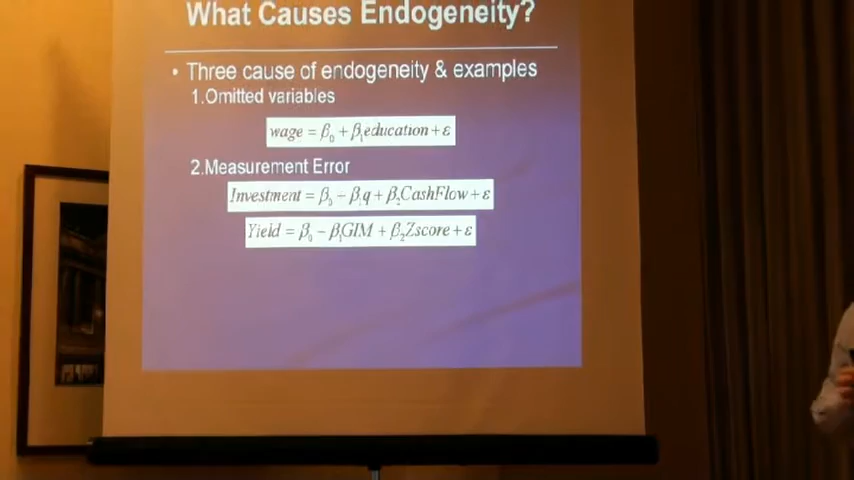 What Causes Endogeneity?
• Three cause of endogeneity & examples
1.Omitted variables
wage = β₀ + β₁education + ε
2.Measurement Error
Investment = β₀ − β₁q + β₂CashFlow + ε
Yield = β₀ − β₁GIM + β₂Zscore + ε